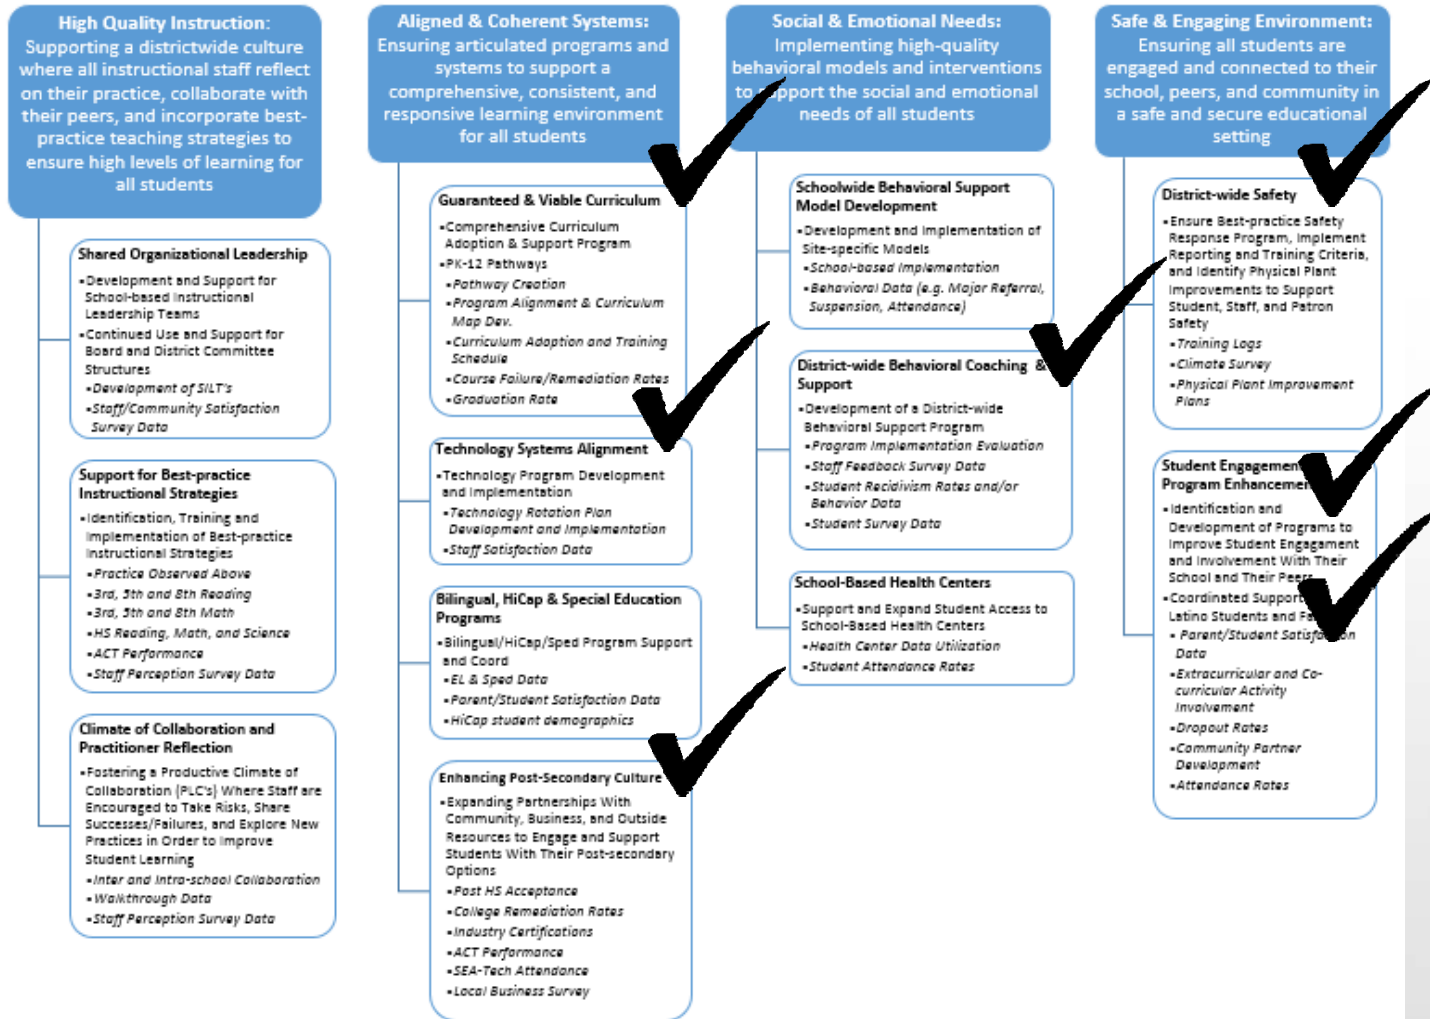 High Quality Instruction:
Supporting a districtwide culture
where all instructional staff reflect
on their practice, collaborate with
their peers, and incorporate best-
practice teaching strategies to
ensure high levels of learning for
all students
Shared Organizational Leadership
▪Development and Support for
School-based Instructional
Leadership Teams
▪Continued Use and Support for
Board and District Committee
Structures
▪Development of SILT's
▪Staff/Community Satisfaction
Survey Data
Support for Best-practice
Instructional Strategies
▪Identification, Training and
Implementation of Best-practice
Instructional Strategies
▪Practice Observed Above
▪3rd, 5th and 8th Reading
▪3rd, 5th and 8th Math
▪HS Reading, Math, and Science
▪ACT Performance
▪Staff Perception Survey Data
Climate of Collaboration and
Practitioner Reflection
▪Fostering a Productive Climate of
Collaboration (PLC's) Where Staff are
Encouraged to Take Risks, Share
Successes/Failures, and Explore New
Practices in Order to Improve
Student Learning
▪Inter and Intra-school Collaboration
▪Walkthrough Data
▪Staff Perception Survey Data
Aligned & Coherent Systems:
Ensuring articulated programs and
systems to support a
comprehensive, consistent, and
responsive learning environment
for all students
Guaranteed & Viable Curriculum
▪Comprehensive Curriculum
Adoption & Support Program
▪PK-12 Pathways
▪Pathway Creation
▪Program Alignment & Curriculum
Map Dev.
▪Curriculum Adoption and Training
Schedule
▪Course Failure/Remediation Rates
▪Graduation Rate
Technology Systems Alignment
▪Technology Program Development
and Implementation
▪Technology Rotation Plan
Development and Implementation
▪Staff Satisfaction Data
Bilingual, HiCap & Special Education
Programs
▪Bilingual/HiCap/Sped Program Support
and Coord
▪EL & Sped Data
▪Parent/Student Satisfaction Data
▪HiCap student demographics
Enhancing Post-Secondary Culture
▪Expanding Partnerships With
Community, Business, and Outside
Resources to Engage and Support
Students With Their Post-secondary
Options
▪Post HS Acceptance
▪College Remediation Rates
▪Industry Certifications
▪ACT Performance
▪SEA-Tech Attendance
▪Local Business Survey
Social & Emotional Needs:
Implementing high-quality
behavioral models and interventions
to support the social and emotional
needs of all students
Schoolwide Behavioral Support
Model Development
▪Development and Implementation of
Site-specific Models
▪School-based Implementation
▪Behavioral Data (e.g. Major Referral,
Suspension, Attendance)
District-wide Behavioral Coaching &
Support
▪Development of a District-wide
Behavioral Support Program
▪Program Implementation Evaluation
▪Staff Feedback Survey Data
▪Student Recidivism Rates and/or
Behavior Data
▪Student Survey Data
School-Based Health Centers
▪Support and Expand Student Access to
School-Based Health Centers
▪Health Center Data Utilization
▪Student Attendance Rates
Safe & Engaging Environment:
Ensuring all students are
engaged and connected to their
school, peers, and community in
a safe and secure educational
setting
District-wide Safety
▪Ensure Best-practice Safety
Response Program, Implement
Reporting and Training Criteria,
and Identify Physical Plant
Improvements to Support
Student, Staff, and Patron
Safety
▪Training Logs
▪Climate Survey
▪Physical Plant Improvement
Plans
Student Engagement
Program Enhancement
▪Identification and
Development of Programs to
Improve Student Engagament
and Involvement With Their
School and Their Peers
▪Coordinated Support
Latino Students and
▪Parent/Student Satisfaction
Data
▪Extracurricular and Co-
curricular Activity
Involvement
▪Dropout Rates
▪Community Partner
Development
▪Attendance Rates